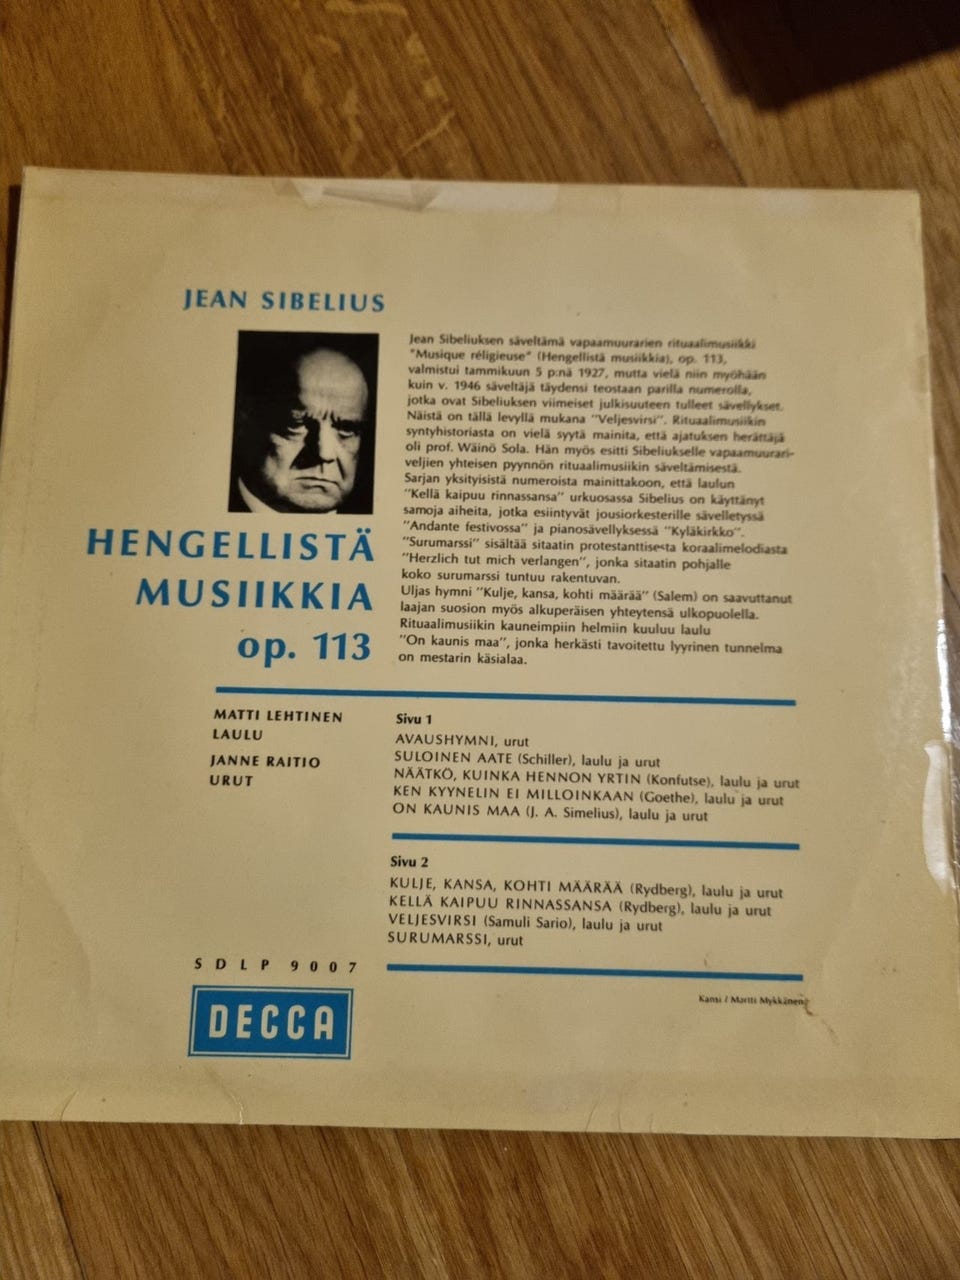 JEAN SIBELIUS
Jean Sibeliuksen säveltämä vapaamuurarien rituaalimusiikki
"Musique réligieuse" (Hengellistä musiikkia), op. 113,
valmistui tammikuun 5 p:nä 1927, mutta vielä niin myöhään
kuin v. 1946 säveltäjä täydensi teostaan parilla numerolla,
jotka ovat Sibeliuksen viimeiset julkisuuteen tulleet sävellykset.
Näistä on tällä levyllä mukana "Veljesvirsi". Rituaalimusiikin
syntyhistoriasta on vielä syytä mainita, että ajatuksen herättäjä
oli prof. Wäinö Sola. Hän myös esitti Sibeliukselle vapaamuurari-
veljien yhteisen pyynnön rituaalimusiikin säveltämisestä.
Sarjan yksityisistä numeroista mainittakoon, että laulun
"Kellä kaipuu rinnassansa" urkuosassa Sibelius on käyttänyt
samoja aiheita, jotka esiintyvät jousiorkesterille sävelletyssä
"Andante festivossa" ja pianosävellyksessä "Kyläkirkko".
"Surumarssi" sisältää sitaatin protestanttisesta koraalimelodiasta
"Herzlich tut mich verlangen", jonka sitaatin pohjalle
koko surumarssi tuntuu rakentuvan.
Uljas hymni "Kulje, kansa, kohti määrää" (Salem) on saavuttanut
laajan suosion myös alkuperäisen yhteytensä ulkopuolella.
Rituaalimusiikin kauneimpiin helmiin kuuluu laulu
"On kaunis maa", jonka herkästi tavoitettu lyyrinen tunnelma
on mestarin käsialaa.
HENGELLISTÄ
MUSIIKKIA
op. 113
MATTI LEHTINEN
LAULU
JANNE RAITIO
URUT
Sivu 1
AVAUSHYMNI, urut
SULOINEN AATE (Schiller), laulu ja urut
NÄÄTKÖ, KUINKA HENNON YRTIN (Konfutse), laulu ja urut
KEN KYYNELIN EI MILLOINKAAN (Goethe), laulu ja urut
ON KAUNIS MAA (J. A. Simelius), laulu ja urut
Sivu 2
KULJE, KANSA, KOHTI MÄÄRÄÄ (Rydberg), laulu ja urut
KELLÄ KAIPUU RINNASSANSA (Rydberg), laulu ja urut
VELJESVIRSI (Samuli Sario), laulu ja urut
SURUMARSSI, urut
SDLP 9007
DECCA
Kansi / Martti Mykkänen